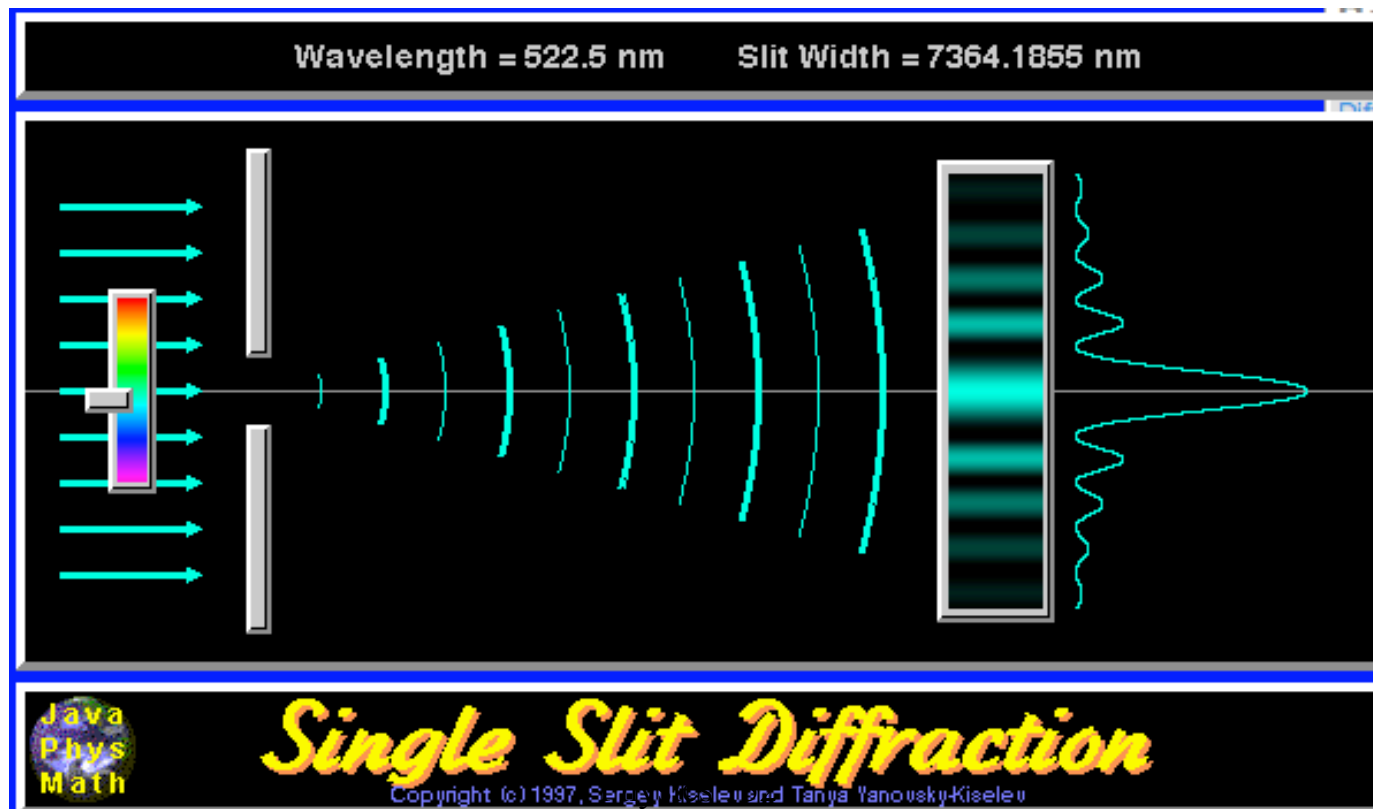 Wavelength = 522.5 nm Slit Width = 7364.1855 nm
Java
Phys
Math
Single Slit Diffraction
Copyright (c) 1997, Sergey Kiselev and Tanya Yanovsky-Kiselev